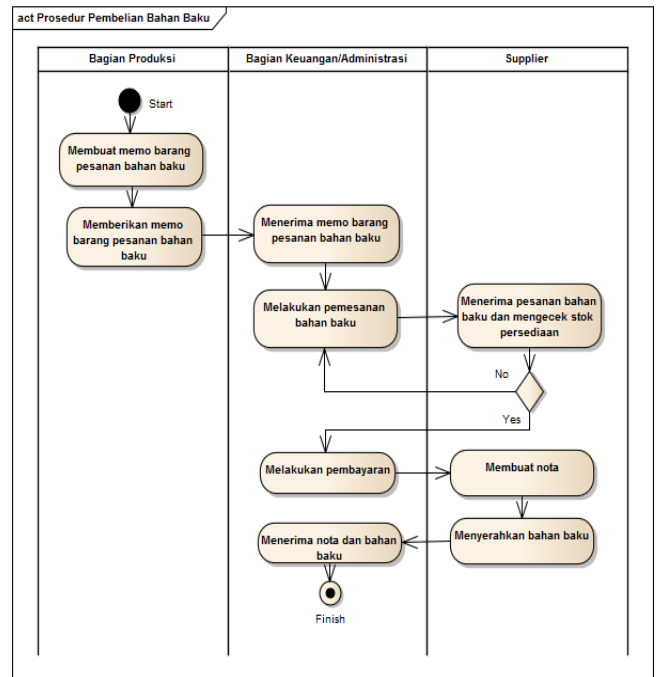 act Prosedur Pembelian Bahan Baku
Bagian Produksi
Bagian Keuangan/Administrasi
Supplier
Start
Membuat memo barang
pesanan bahan baku
Memberikan memo
barang pesanan bahan
baku
Menerima memo barang
pesanan bahan baku
Melakukan pemesanan
bahan baku
Menerima pesanan bahan
baku dan mengecek stok
persediaan
No
Yes
Melakukan pembayaran
Membuat nota
Menyerahkan bahan baku
Menerima nota dan bahan
baku
Finish